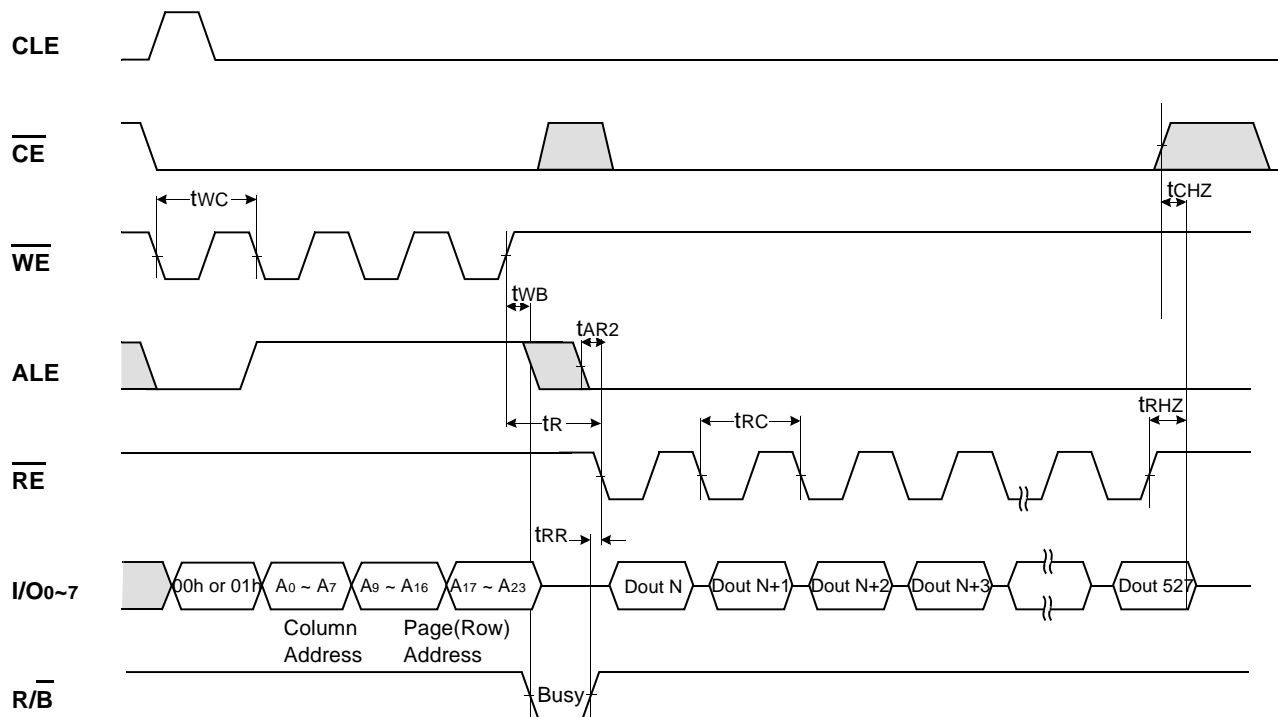 CLE
CE
tWC
tCHZ
WE
tWB
tAR2
ALE
tR
tRC
tRHZ
RE
tRR
I/O0~7
00h or 01h
A0 ~ A7
A9 ~ A16
A17 ~ A23
Dout N
Dout N+1
Dout N+2
Dout N+3
Dout 527
Column
Address
Page(Row)
Address
R/B
Busy